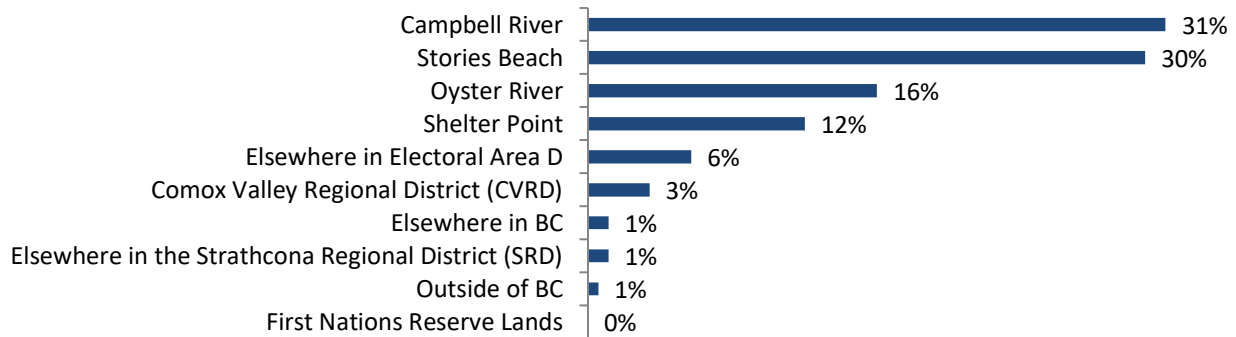 Campbell River 31%
Stories Beach 30%
Oyster River 16%
Shelter Point 12%
Elsewhere in Electoral Area D 6%
Comox Valley Regional District (CVRD) 3%
Elsewhere in BC 1%
Elsewhere in the Strathcona Regional District (SRD) 1%
Outside of BC 1%
First Nations Reserve Lands 0%